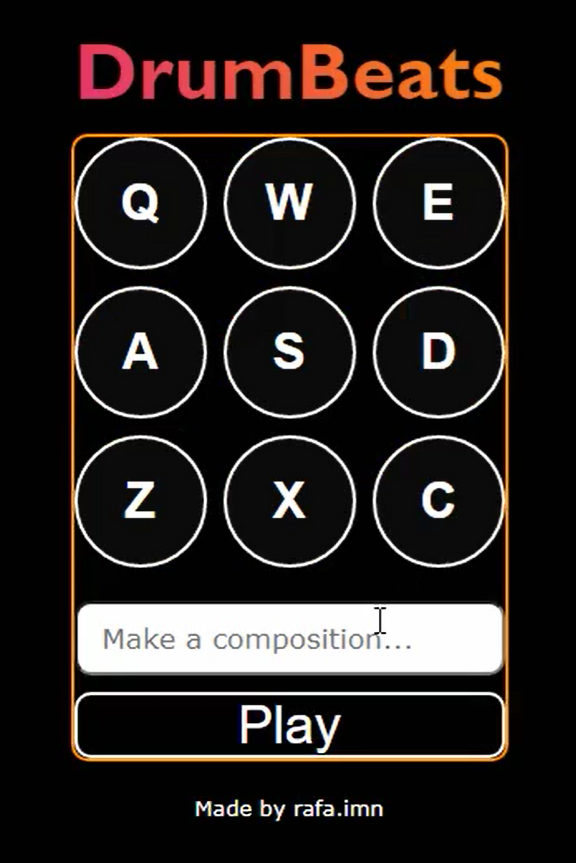 DrumBeats
Q W E
A S D
Z X C
Make a composition...
Play
Made by rafa.imn